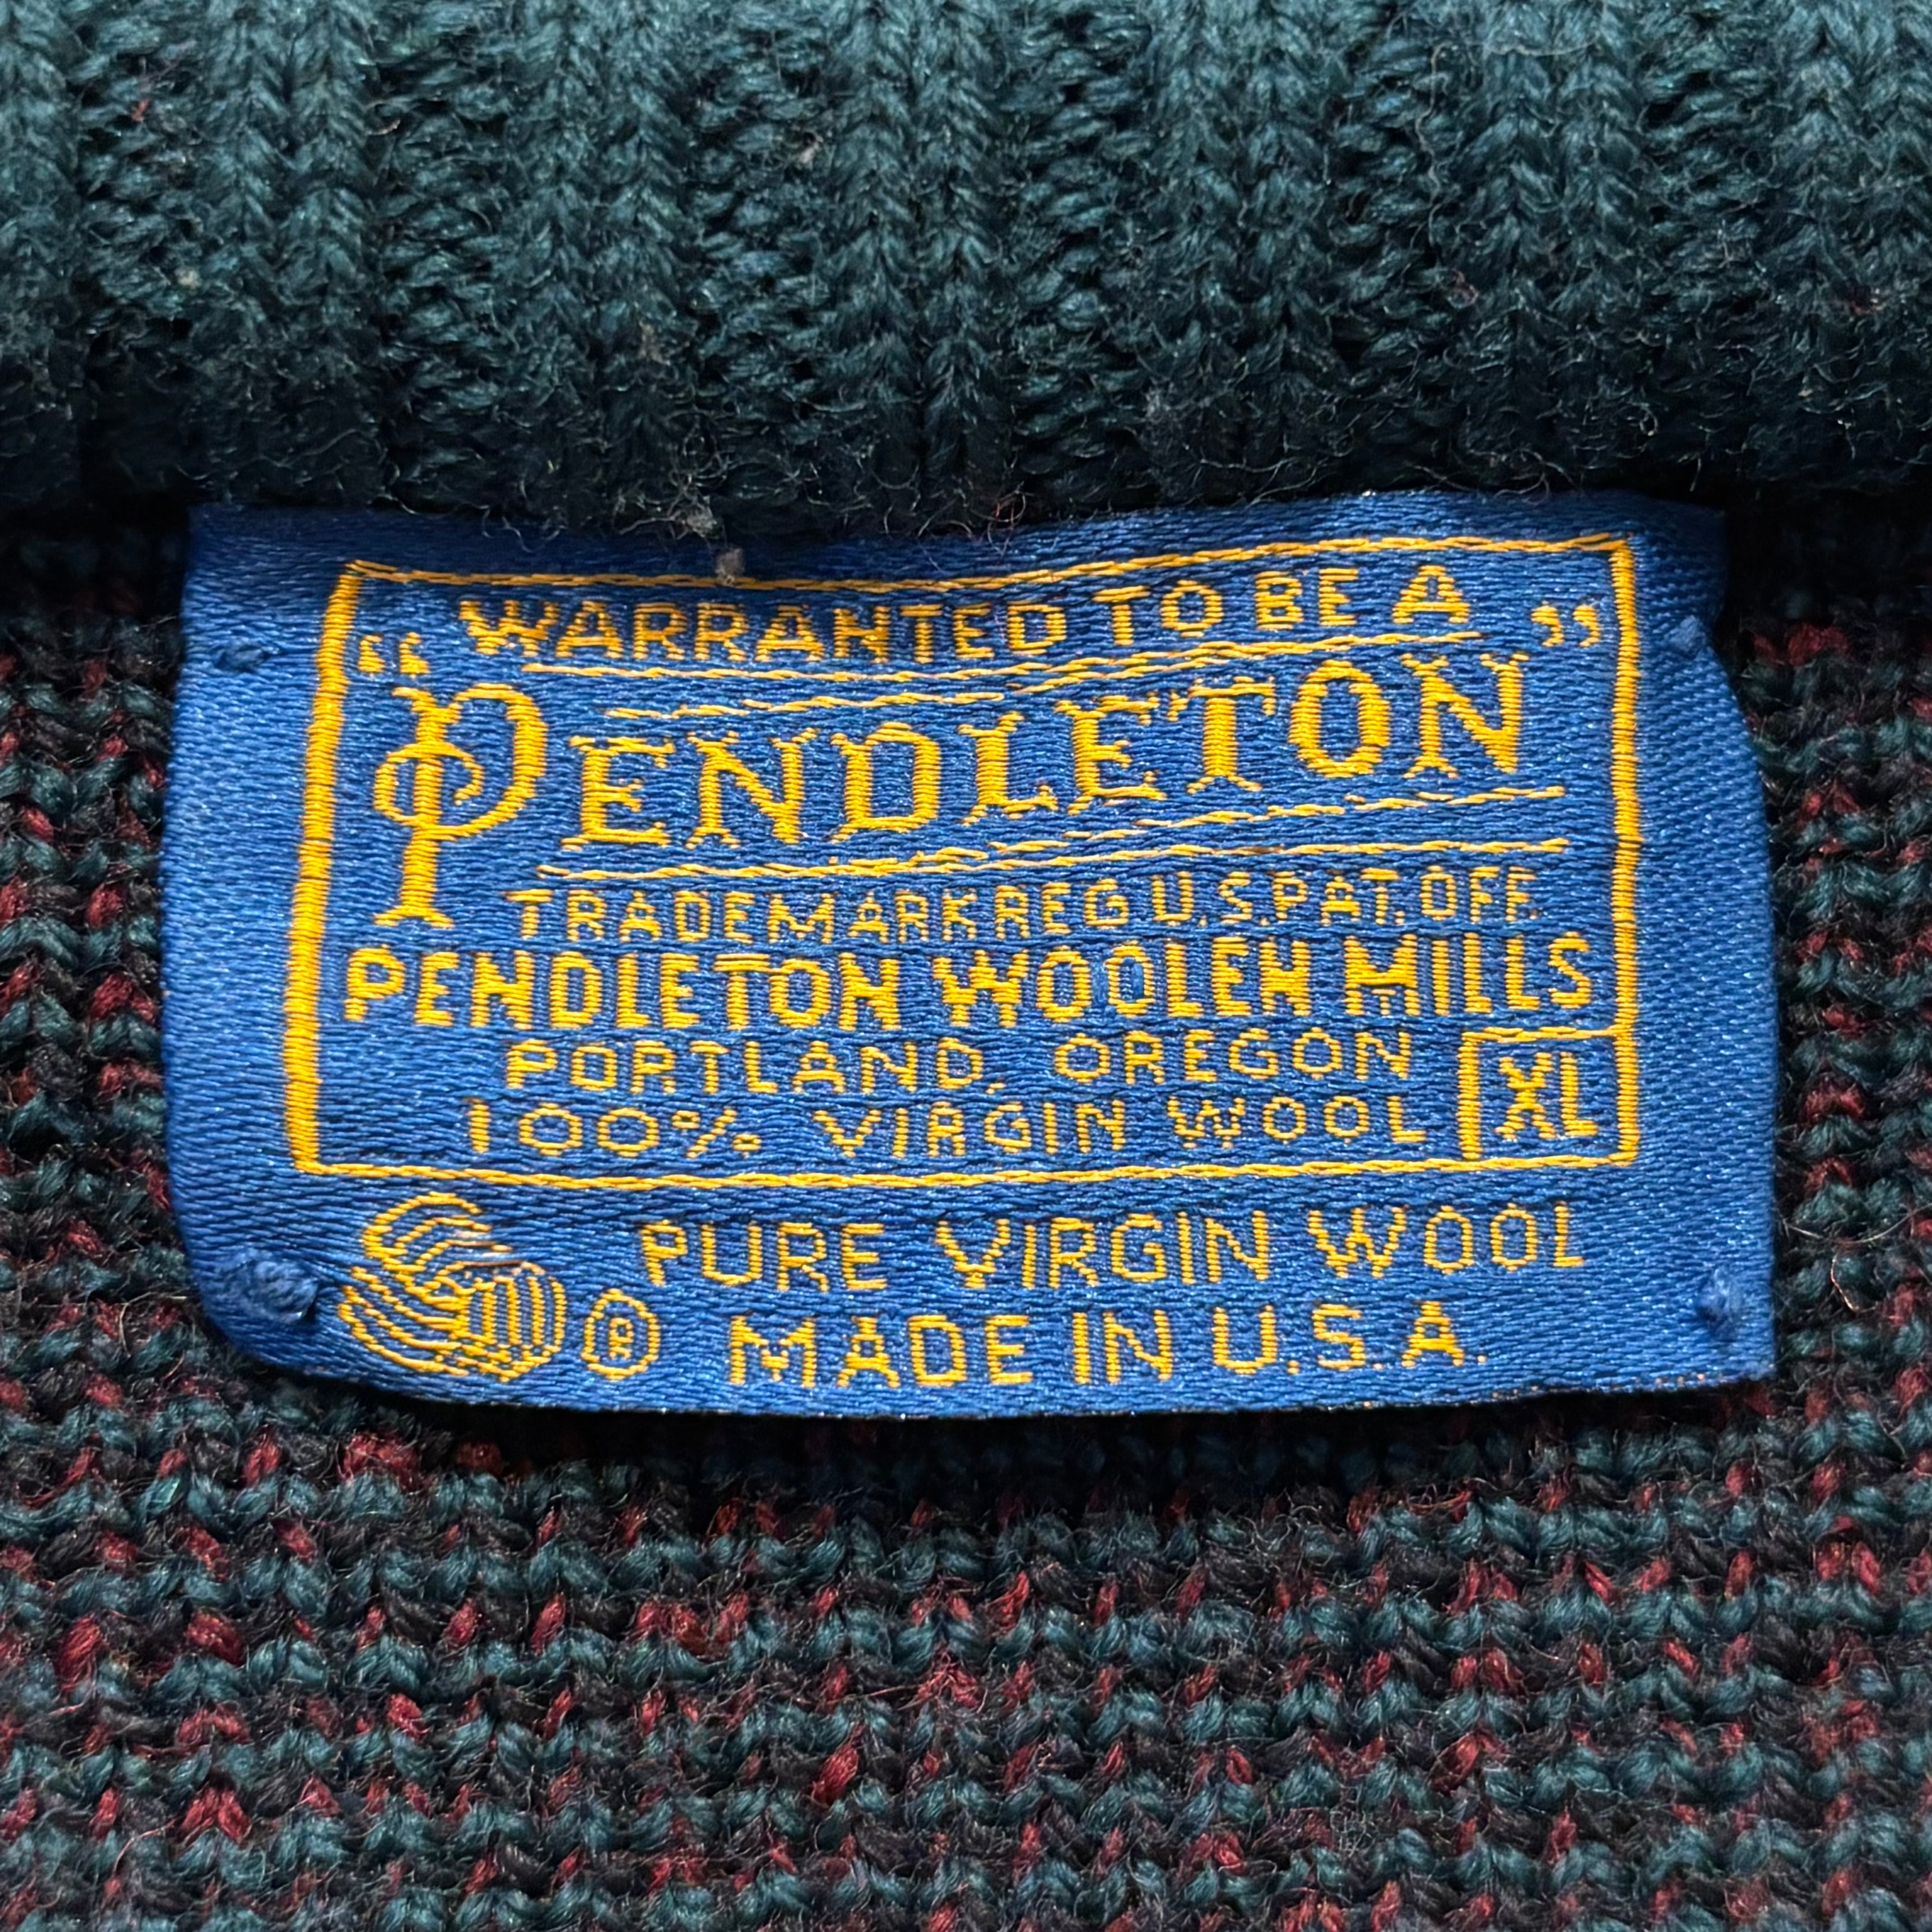 "WARRANTED TO BE A"
PENDLETON
TRADEMARK REG U.S. PAT. OFF.
PENDLETON WOOLEN MILLS
PORTLAND, OREGON
100% VIRGIN WOOL XL
PURE VIRGIN WOOL
® MADE IN U.S.A.